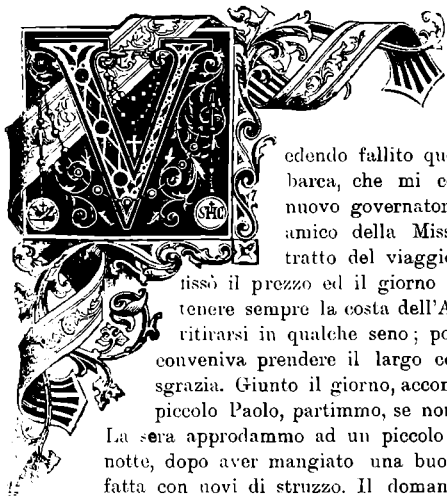 Vedendo fallito qu
barca, che mi c
nuovo governator
amico della Miss
tratto del viaggi
fissò il prezzo ed il giorno
tenere sempre la costa dell'A
ritirarsi in qualche seno; po
conveniva prendere il largo co
sgrazia. Giunto il giorno, accor
piccolo Paolo, partimmo, se non
La sera approdammo ad un piccolo
notte, dopo aver mangiato una buo
fatta con uovi di struzzo. Il doman